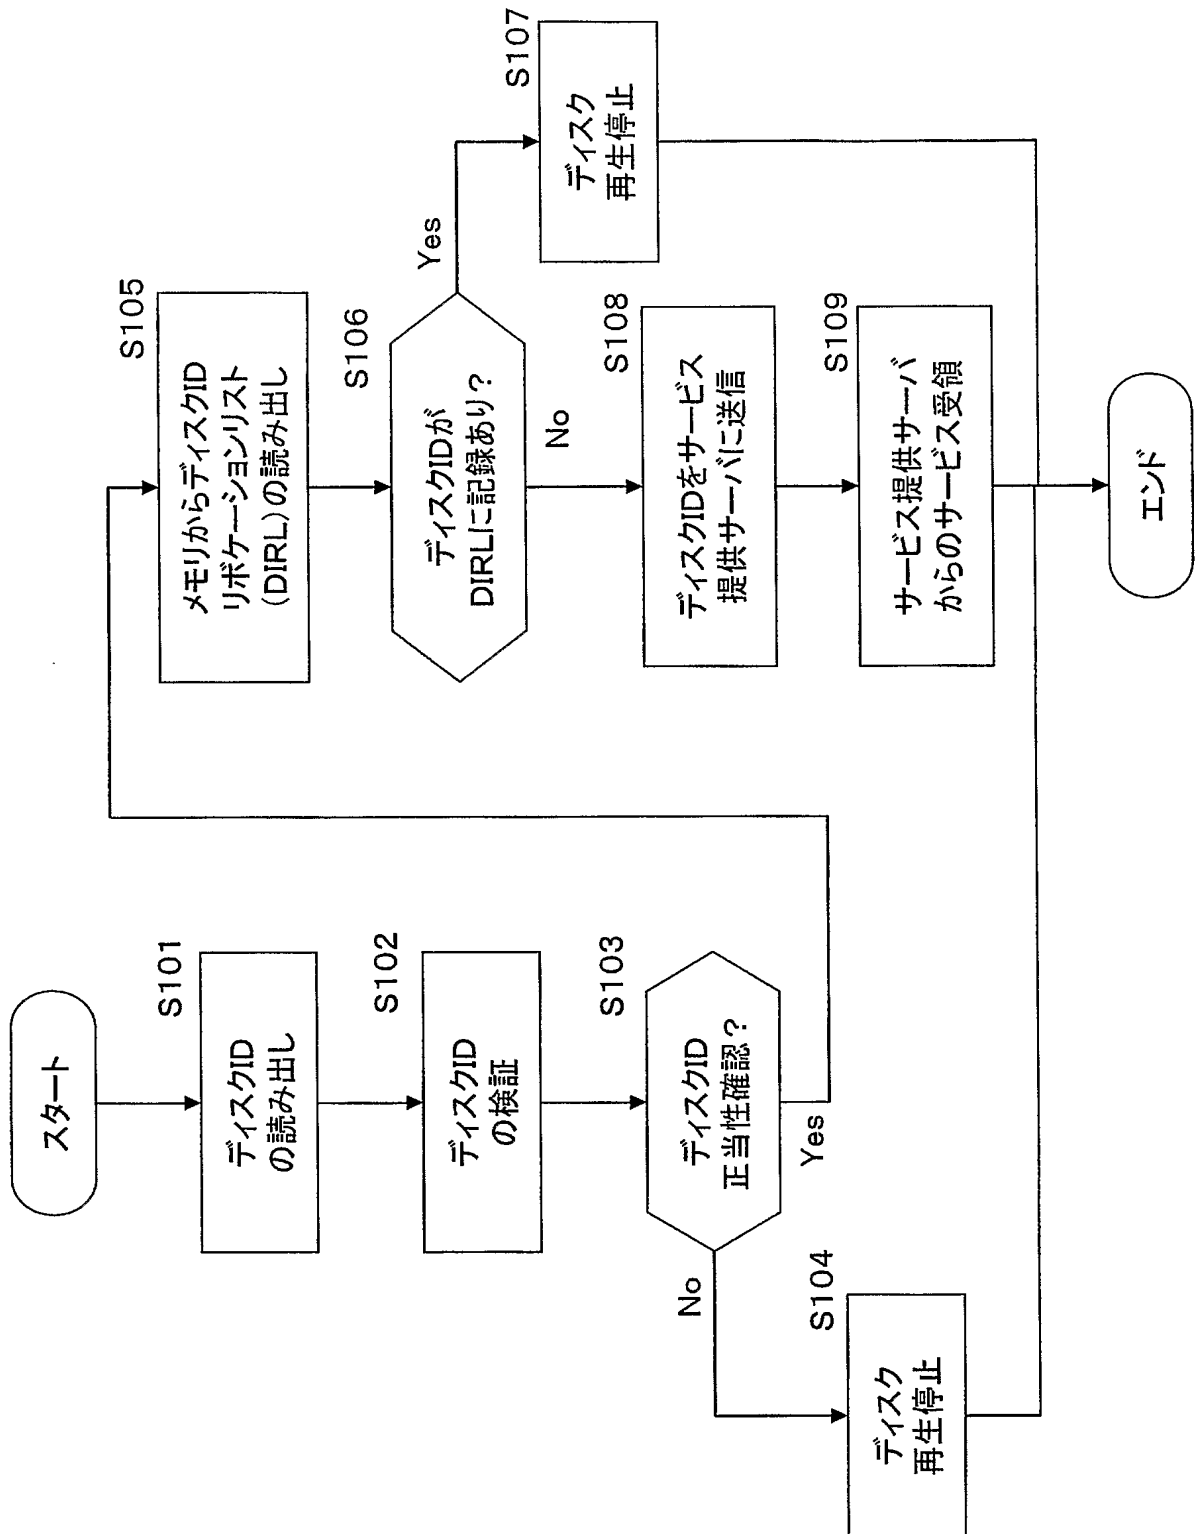 スタート
S101
ディスクID
の読み出し
S102
ディスクID
の検証
S103
ディスクID
正当性確認？
No
Yes
S104
ディスク
再生停止
S105
メモリからディスクID
リボケーションリスト
(DIRL)の読み出し
S106
ディスクIDが
DIRLに記録あり？
Yes
No
S107
ディスク
再生停止
S108
ディスクIDをサービス
提供サーバに送信
S109
サービス提供サーバ
からのサービス受領
エンド